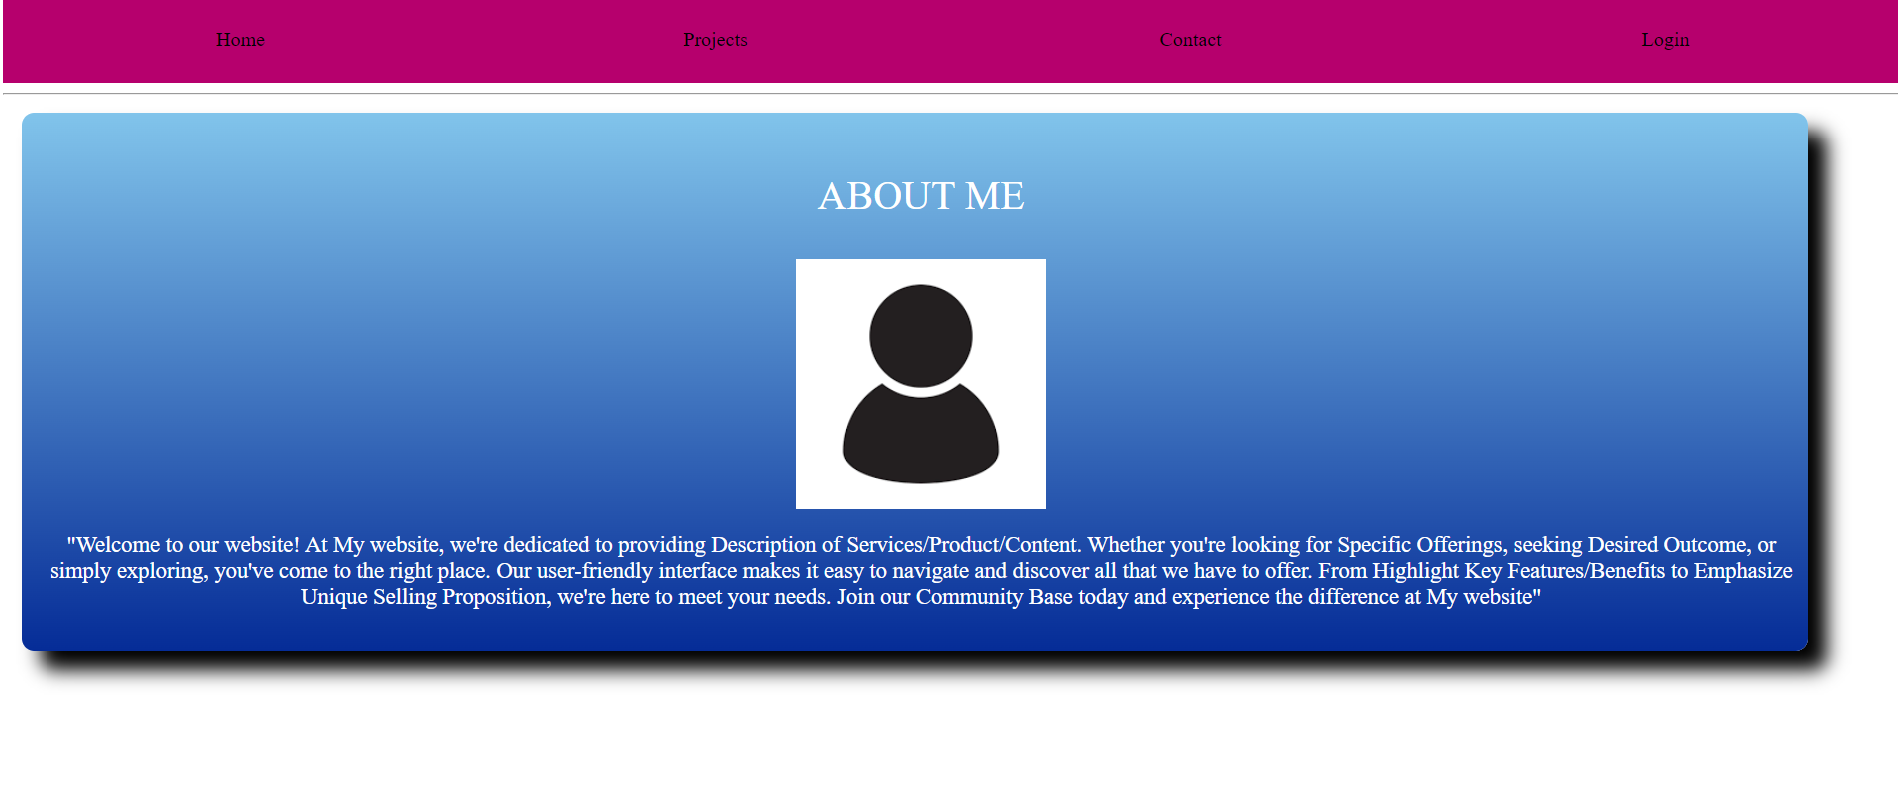 Home Projects Contact Login
ABOUT ME
"Welcome to our website! At My website, we're dedicated to providing Description of Services/Product/Content. Whether you're looking for Specific Offerings, seeking Desired Outcome, or
simply exploring, you've come to the right place. Our user-friendly interface makes it easy to navigate and discover all that we have to offer. From Highlight Key Features/Benefits to Emphasize
Unique Selling Proposition, we're here to meet your needs. Join our Community Base today and experience the difference at My website"